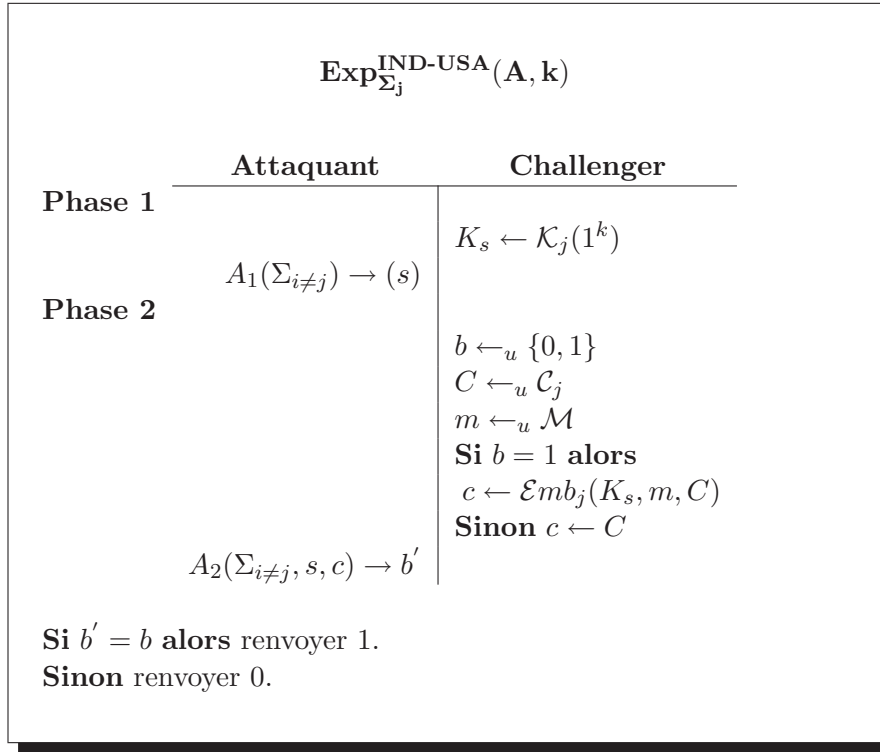 Exp^{IND-USA}_{Σ_j}(A, k)
Attaquant Challenger
Phase 1
K_s ← 𝒦_j(1^k)
A_1(Σ_{i≠j}) → (s)
Phase 2
b ←_u {0, 1}
C ←_u 𝒞_j
m ←_u ℳ
Si b = 1 alors
c ← ℰmb_j(K_s, m, C)
Sinon c ← C
A_2(Σ_{i≠j}, s, c) → b′
Si b′ = b alors renvoyer 1.
Sinon renvoyer 0.